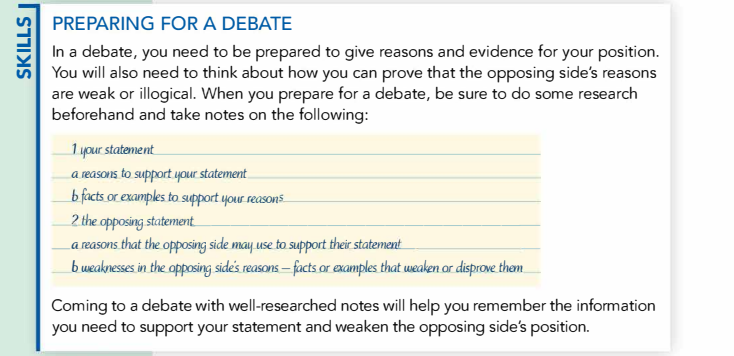 SKILLS
PREPARING FOR A DEBATE
In a debate, you need to be prepared to give reasons and evidence for your position.
You will also need to think about how you can prove that the opposing side's reasons
are weak or illogical. When you prepare for a debate, be sure to do some research
beforehand and take notes on the following:
1 your statement
a reasons to support your statement
b facts or examples to support your reasons
2 the opposing statement
a reasons that the opposing side may use to support their statement
b weaknesses in the opposing side's reasons – facts or examples that weaken or disprove them
Coming to a debate with well-researched notes will help you remember the information
you need to support your statement and weaken the opposing side's position.